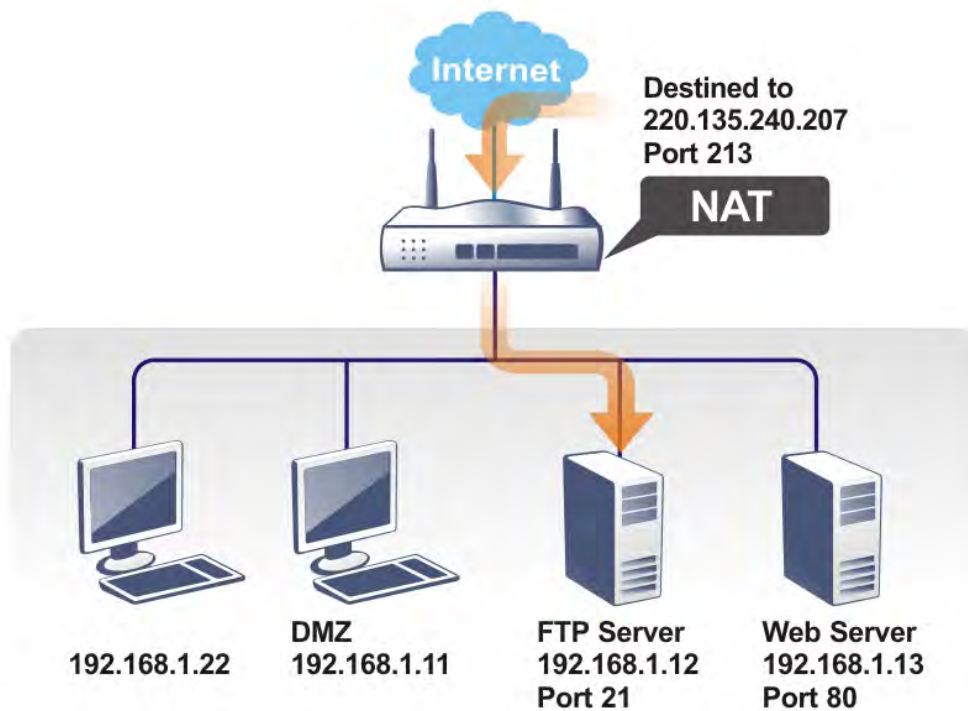 Internet
Destined to
220.135.240.207
Port 213
NAT
192.168.1.22
DMZ
192.168.1.11
FTP Server
192.168.1.12
Port 21
Web Server
192.168.1.13
Port 80